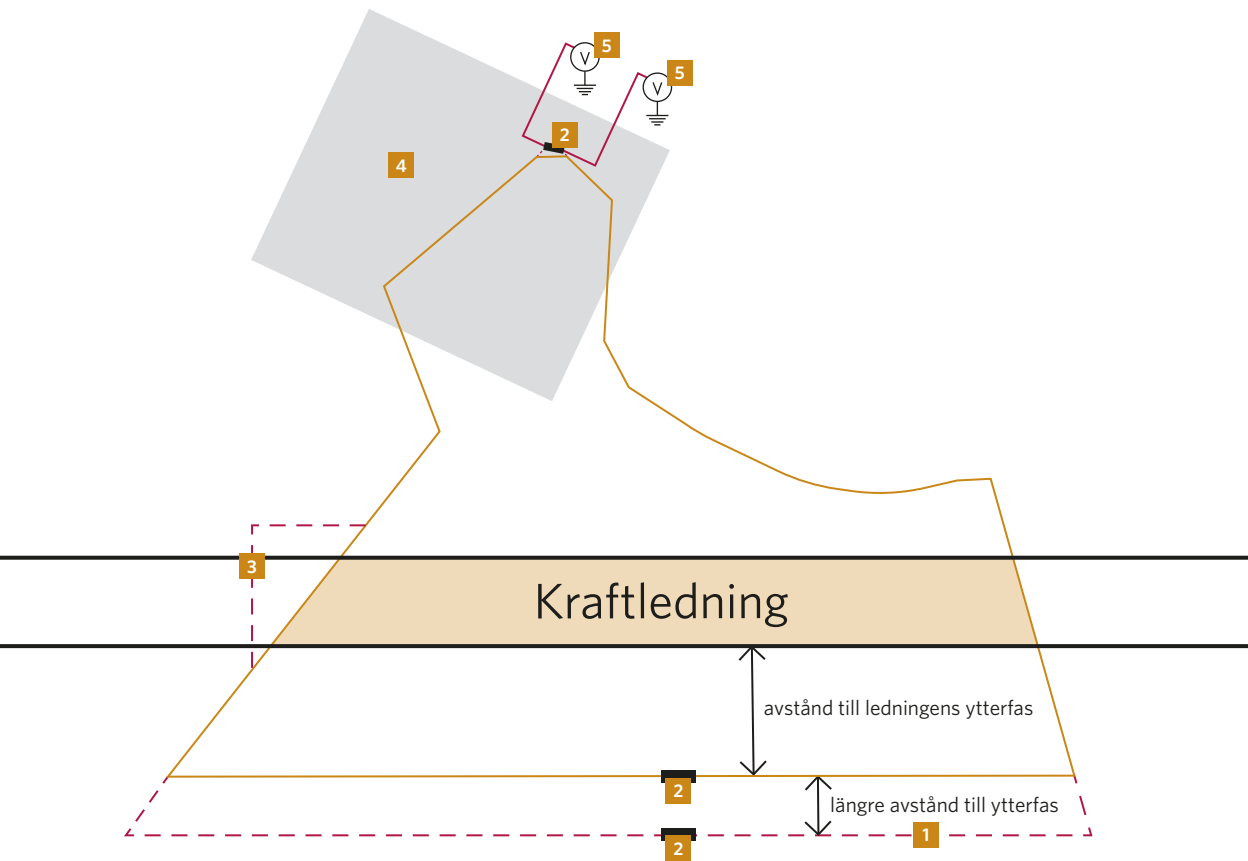 5
V
5
V
2
4
3
Kraftledning
avstånd till ledningens ytterfas
2
längre avstånd till ytterfas
1
2